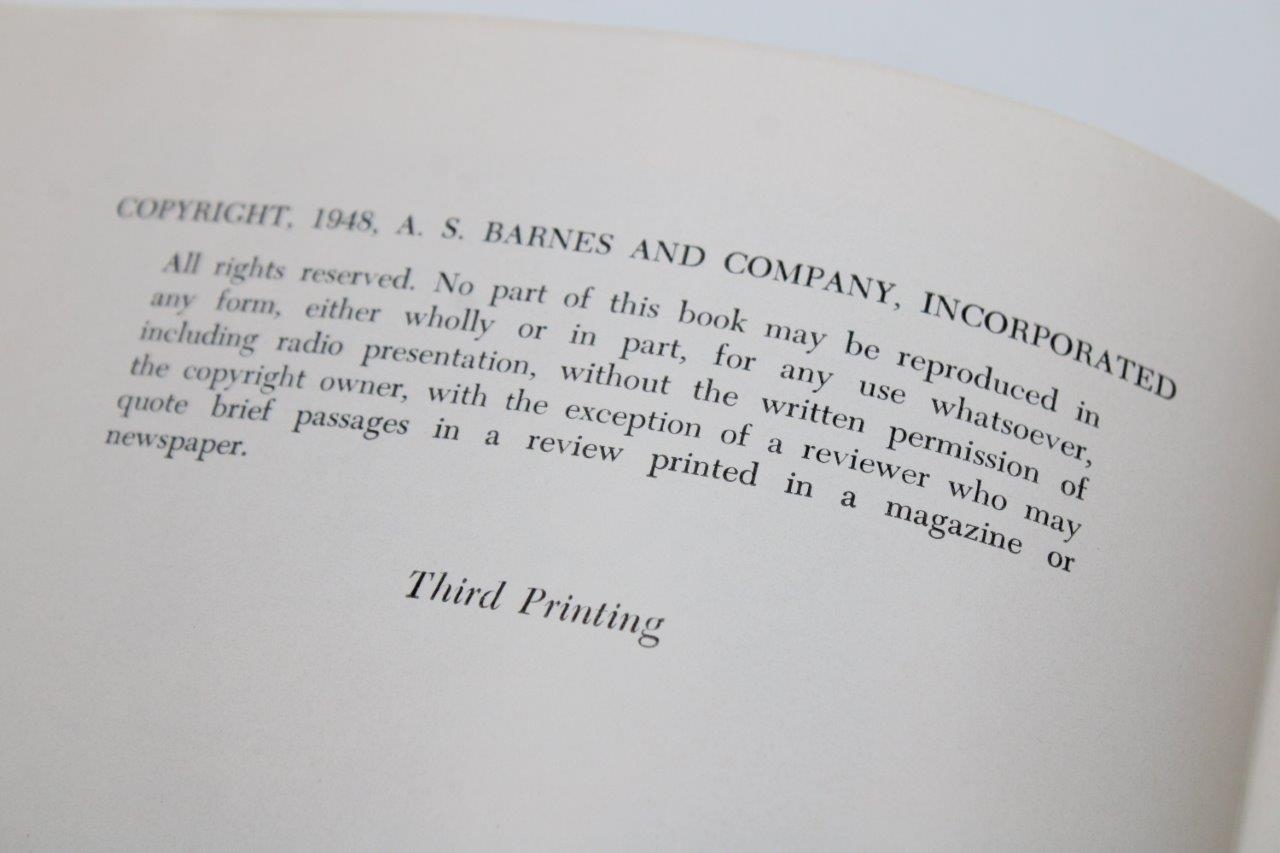 COPYRIGHT, 1948, A. S. BARNES AND COMPANY, INCORPORATED
All rights reserved. No part of this book may be reproduced in
any form, either wholly or in part, for any use whatsoever,
including radio presentation, without the written permission of
the copyright owner, with the exception of a reviewer who may
quote brief passages in a review printed in a magazine or
newspaper.
Third Printing